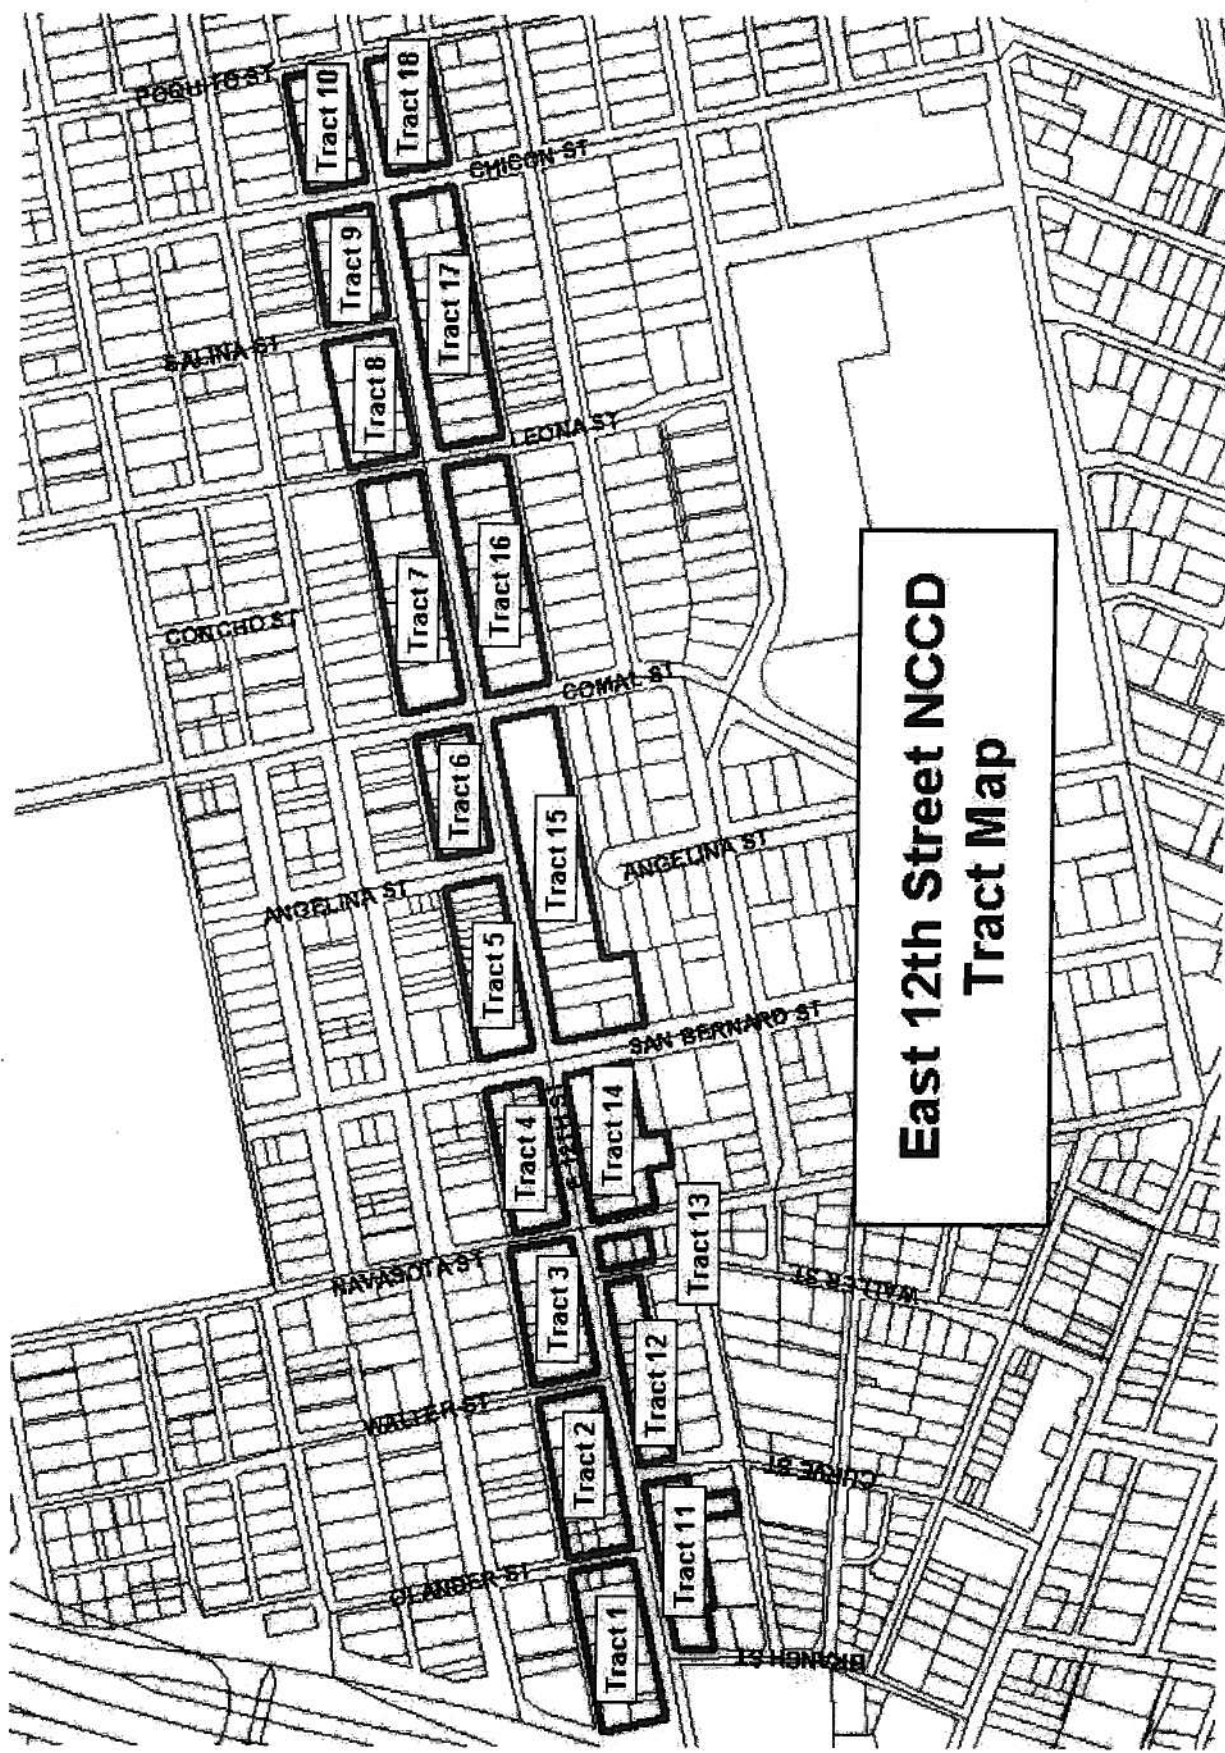 East 12th Street NCCD
Tract Map
Tract 1
Tract 2
Tract 3
Tract 4
Tract 5
Tract 6
Tract 7
Tract 8
Tract 9
Tract 10
Tract 11
Tract 12
Tract 13
Tract 14
Tract 15
Tract 16
Tract 17
Tract 18
OLANDER ST
WALLER ST
NAVASOTA ST
ANGELINA ST
CONCHO ST
SALINA ST
POQUITO ST
E 12TH ST
BRANCH ST
CURVE ST
WALLER ST
SAN BERNARD ST
ANGELINA ST
COMAL ST
LEONA ST
CHICON ST